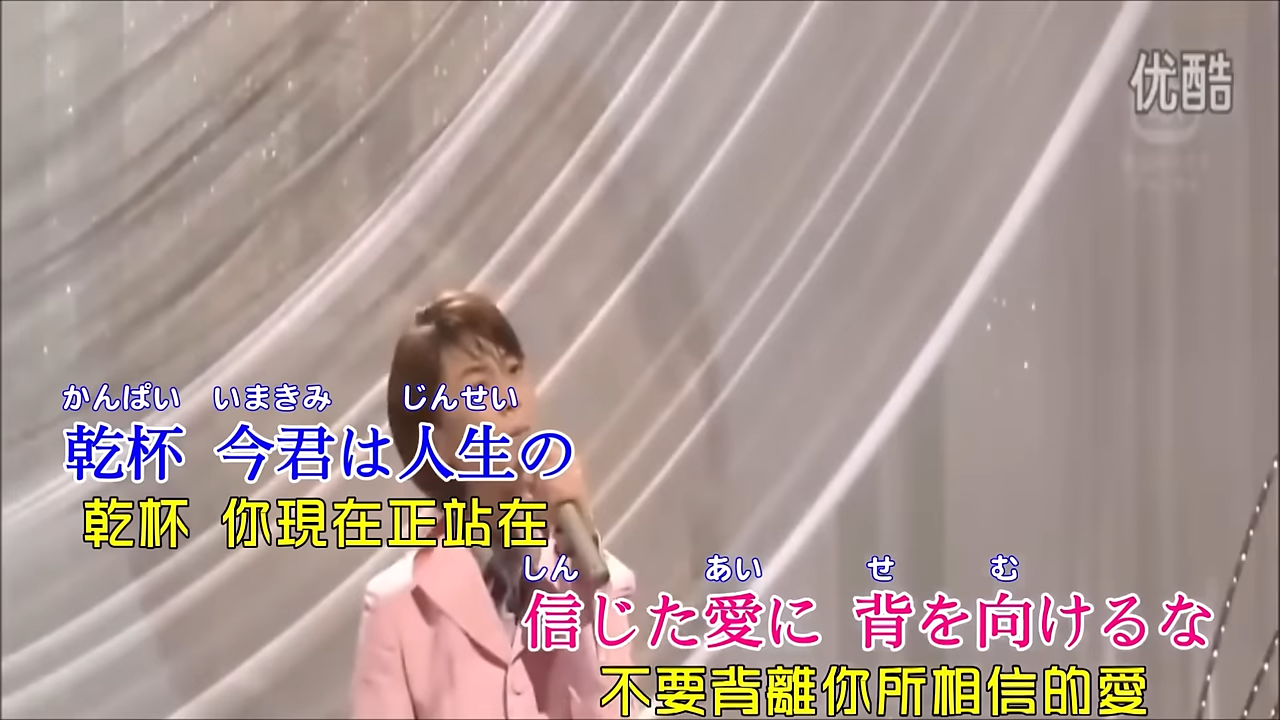 优酷
かんぱい いまきみ じんせい
乾杯 今君は人生の
乾杯 你現在正站在
しん あい せ む
信じた愛に 背を向けるな
不要背離你所相信的愛